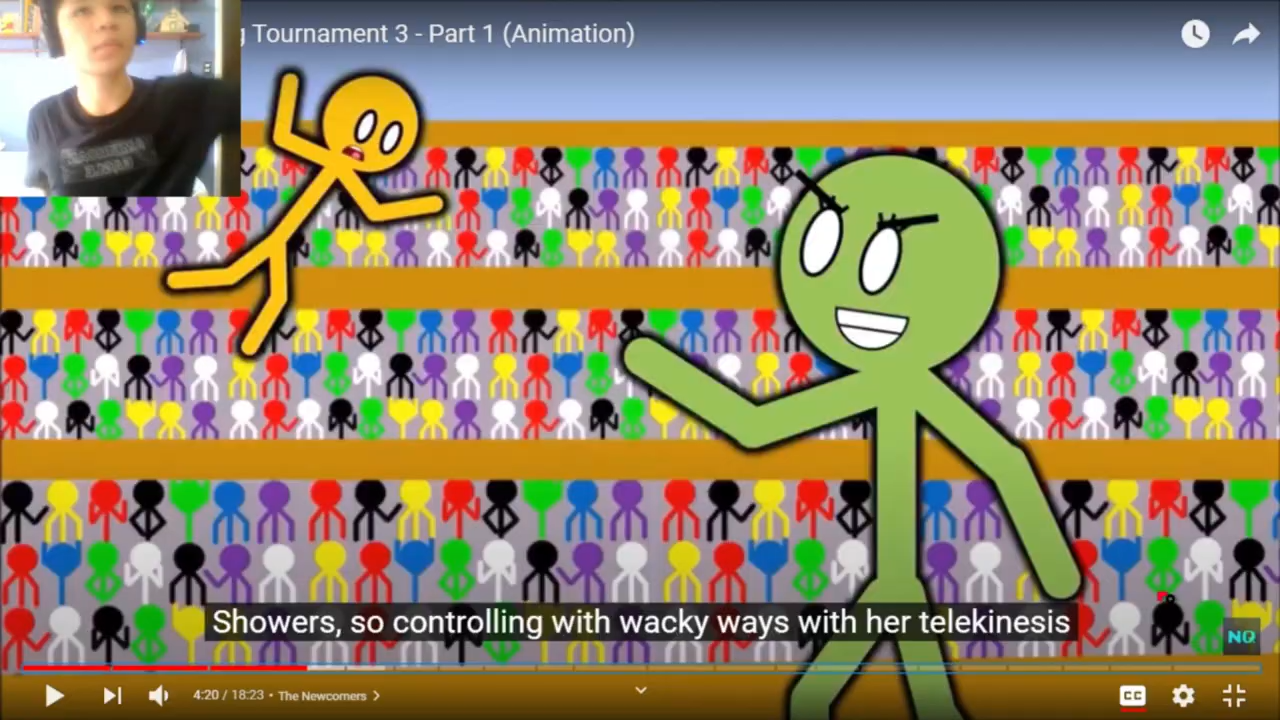 g Tournament 3 - Part 1 (Animation)
Showers, so controlling with wacky ways with her telekinesis
NQ
4:20 / 18:23 • The Newcomers >
CC